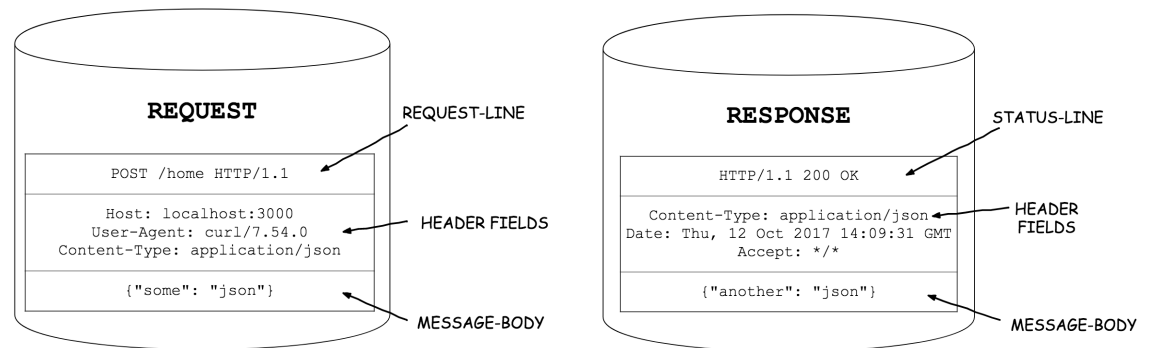 REQUEST
REQUEST-LINE
POST /home HTTP/1.1
Host: localhost:3000
User-Agent: curl/7.54.0
Content-Type: application/json
HEADER FIELDS
{"some": "json"}
MESSAGE-BODY
RESPONSE
STATUS-LINE
HTTP/1.1 200 OK
Content-Type: application/json
Date: Thu, 12 Oct 2017 14:09:31 GMT
Accept: */*
HEADER
FIELDS
{"another": "json"}
MESSAGE-BODY